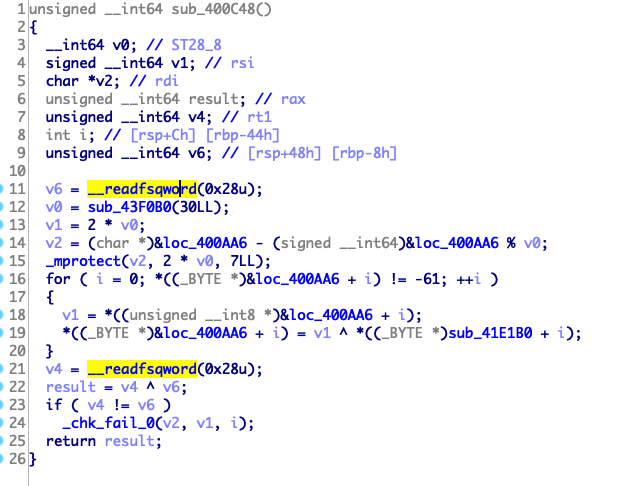 1 unsigned __int64 sub_400C48()
2 {
3 __int64 v0; // ST28_8
4 signed __int64 v1; // rsi
5 char *v2; // rdi
6 unsigned __int64 result; // rax
7 unsigned __int64 v4; // rt1
8 int i; // [rsp+Ch] [rbp-44h]
9 unsigned __int64 v6; // [rsp+48h] [rbp-8h]
10
11 v6 = __readfsqword(0x28u);
12 v0 = sub_43F0B0(30LL);
13 v1 = 2 * v0;
14 v2 = (char *)&loc_400AA6 - (signed __int64)&loc_400AA6 % v0;
15 _mprotect(v2, 2 * v0, 7LL);
16 for ( i = 0; *((_BYTE *)&loc_400AA6 + i) != -61; ++i )
17 {
18 v1 = *((unsigned __int8 *)&loc_400AA6 + i);
19 *((_BYTE *)&loc_400AA6 + i) = v1 ^ *((_BYTE *)sub_41E1B0 + i);
20 }
21 v4 = __readfsqword(0x28u);
22 result = v4 ^ v6;
23 if ( v4 != v6 )
24 _chk_fail_0(v2, v1, i);
25 return result;
26 }